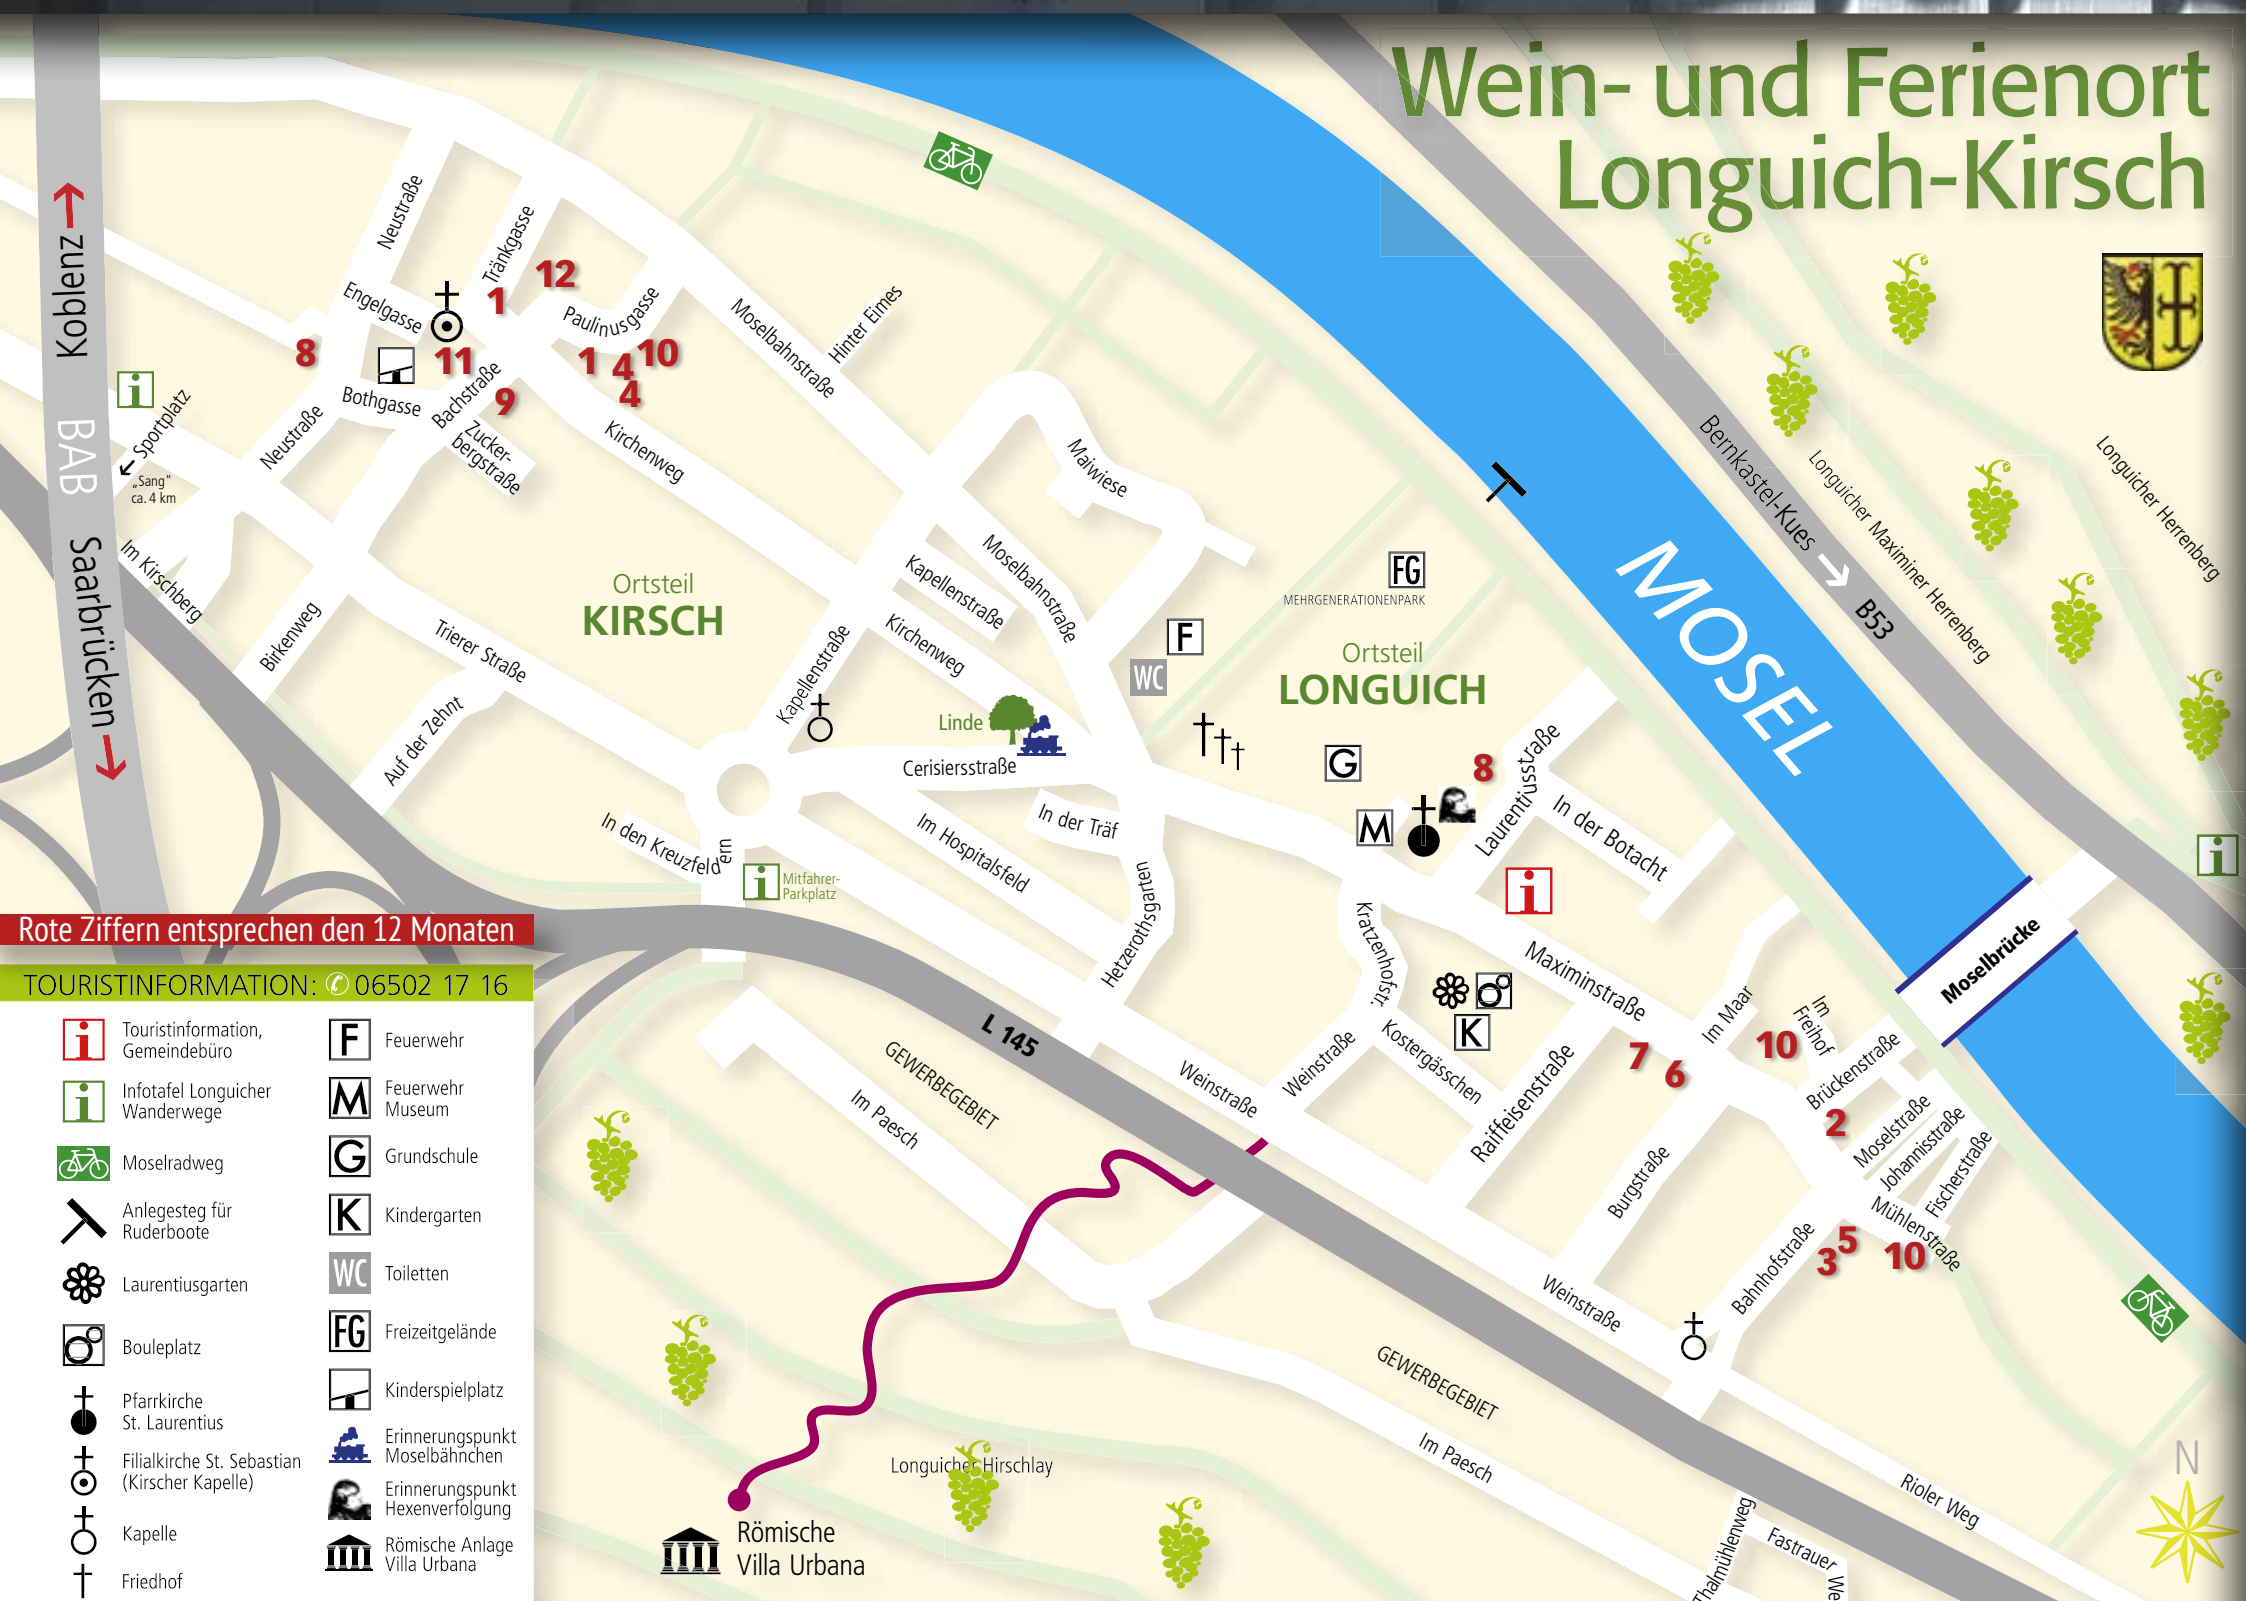 Wein- und Ferienort
Longuich-Kirsch
Koblenz
BAB
Saarbrücken
Neustraße
Tränkgasse
12
1
Engelgasse
Paulinusgasse
8
11
1
4
10
4
Bothgasse
Bachstraße
9
Zucker-
bergstraße
Neustraße
Sportplatz
„Sang"
ca. 4 km
Moselbahnstraße
Hinter Eimes
Kirchenweg
Maiwiese
Im Kirschberg
Birkenweg
Trierer Straße
Auf der Zehnt
Ortsteil
KIRSCH
Kapellenstraße
Moselbahnstraße
Kirchenweg
Kapellenstraße
Linde
Cerisiersstraße
In den Kreuzfeldern
Mitfahrer-
Parkplatz
Im Hospitalsfeld
In der Träf
Hetzerothsgarten
F
WC
FG
MEHRGENERATIONENPARK
Ortsteil
LONGUICH
G
M
8
Laurentiusstraße
In der Botacht
MOSEL
Bernkastel-Kues
B53
Longuicher Maximiner Herrenberg
Longuicher Herrenberg
Moselbrücke
Kratzenhofstr.
Maximinstraße
K
Kostergässchen
Weinstraße
Weinstraße
Raiffeisenstraße
7
6
Im Maar
10
Im
Freihof
Brückenstraße
2
Moselstraße
Johannisstraße
Fischerstraße
Mühlenstraße
Burgstraße
Bahnhofstraße
3
5
10
Weinstraße
L 145
GEWERBEGEBIET
Im Paesch
GEWERBEGEBIET
Im Paesch
Longuicher Hirschlay
Römische
Villa Urbana
Thalmühlenweg
Fastrauer We
Rioler Weg
N
Rote Ziffern entsprechen den 12 Monaten
TOURISTINFORMATION: ✆ 06502 17 16
i Touristinformation,
Gemeindebüro
i Infotafel Longuicher
Wanderwege
Moselradweg
Anlegesteg für
Ruderboote
Laurentiusgarten
Bouleplatz
Pfarrkirche
St. Laurentius
Filialkirche St. Sebastian
(Kirscher Kapelle)
Kapelle
Friedhof
F Feuerwehr
M Feuerwehr
Museum
G Grundschule
K Kindergarten
WC Toiletten
FG Freizeitgelände
Kinderspielplatz
Erinnerungspunkt
Moselbähnchen
Erinnerungspunkt
Hexenverfolgung
Römische Anlage
Villa Urbana